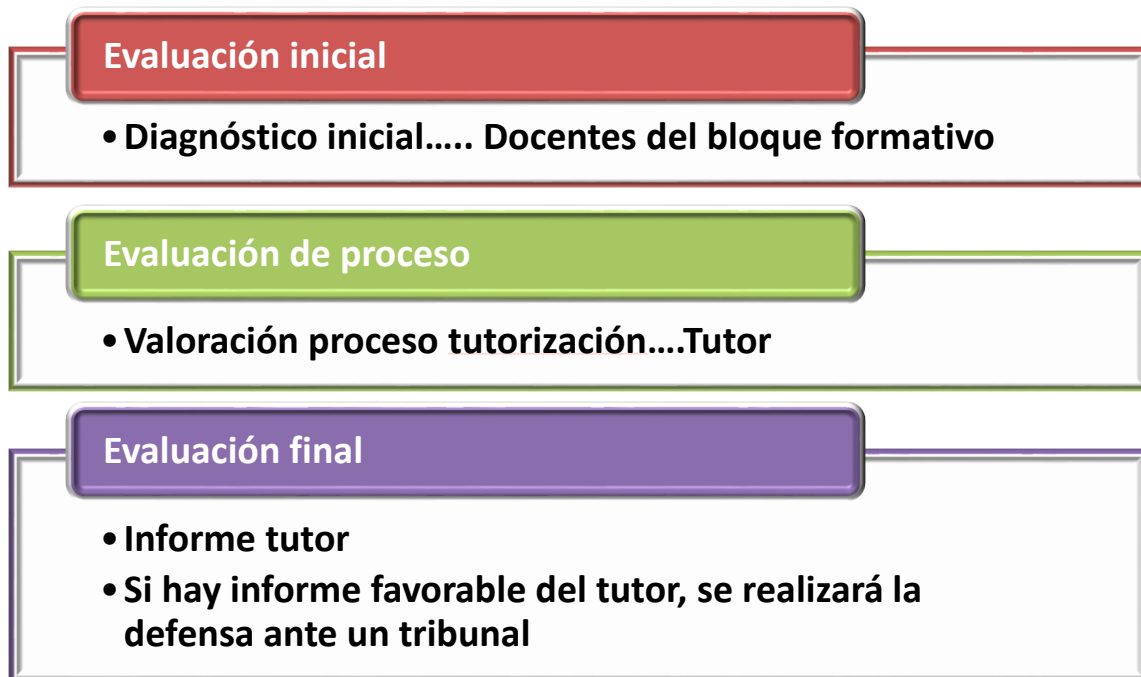 Evaluación inicial
• Diagnóstico inicial..... Docentes del bloque formativo
Evaluación de proceso
• Valoración proceso tutorización....Tutor
Evaluación final
• Informe tutor
• Si hay informe favorable del tutor, se realizará la
defensa ante un tribunal